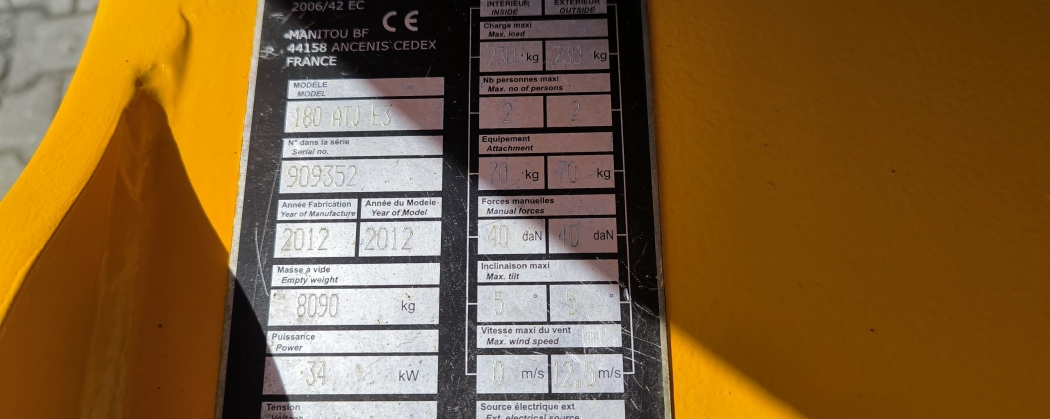 2006/42 EC
CE
MANITOU BF
44158 ANCENIS CEDEX
FRANCE
MODELE
MODEL
180 ATJ ES
N° dans la série
Serial no.
909352
Année Fabrication
Year of Manufacture
Année du Modele
Year of Model
2012
2012
Masse à vide
Empty weight
8090 kg
Puissance
Power
34 kW
Tension
Voltage
INTERIEUR
INSIDE
EXTERIEUR
OUTSIDE
Charge maxi
Max. load
230 kg
230 kg
Nb personnes maxi
Max. no of persons
2
2
Equipement
Attachment
70 kg
70 kg
Forces manuelles
Manual forces
40 daN
40 daN
Inclinaison maxi
Max. tilt
5 °
5 °
Vitesse maxi du vent
Max. wind speed
0 m/s
12,5 m/s
Source électrique ext
Ext. electrical source